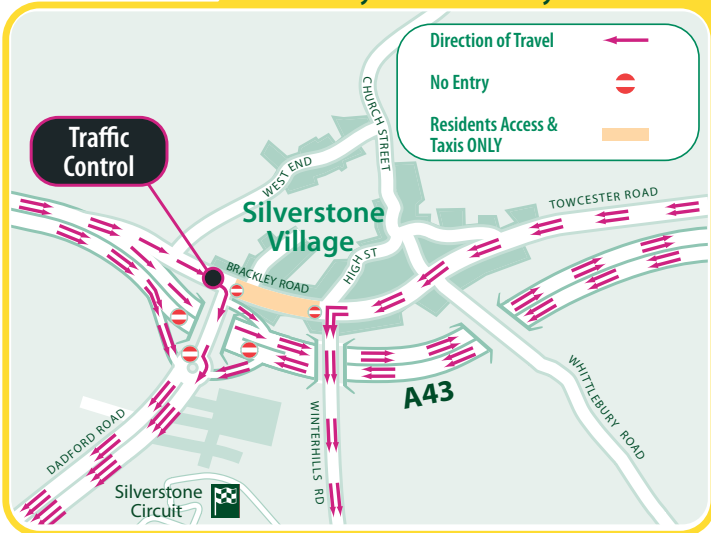 Direction of Travel
No Entry
Residents Access &
Taxis ONLY
CHURCH STREET
Traffic
Control
WEST END
TOWCESTER ROAD
Silverstone
Village
HIGH ST
BRACKLEY ROAD
A43
WHITTLEBURY ROAD
DADFORD ROAD
WINTERHILLS RD
Silverstone
Circuit